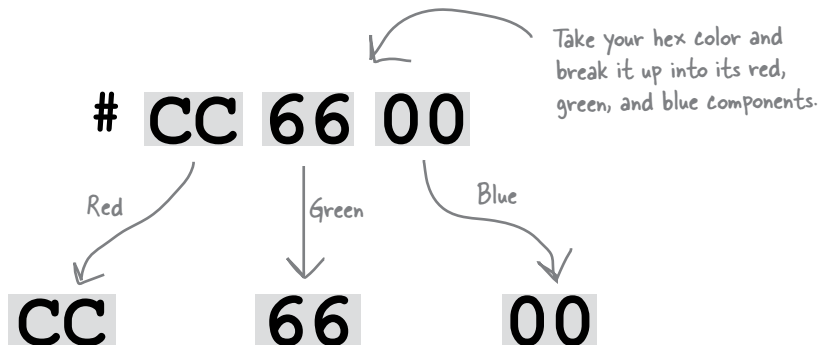 Take your hex color and
break it up into its red,
green, and blue components.
# CC 66 00
Red
Green
Blue
CC 66 00